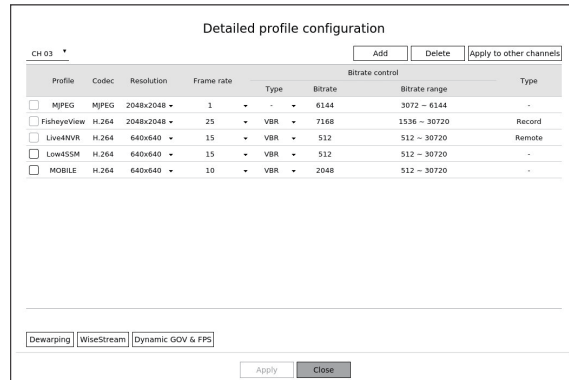 Detailed profile configuration
CH 03 Add Delete Apply to other channels
Profile Codec Resolution Frame rate Bitrate control Type
Type Bitrate Bitrate range
MJPEG MJPEG 2048x2048 1 - 6144 3072 ~ 6144 -
FisheyeView H.264 2048x2048 25 VBR 7168 1536 ~ 30720 Record
Live4NVR H.264 640x640 15 VBR 512 512 ~ 30720 Remote
Low4SSM H.264 640x640 15 VBR 512 512 ~ 30720 -
MOBILE H.264 640x640 10 VBR 2048 512 ~ 30720 -
Dewarping WiseStream Dynamic GOV & FPS
Apply Close